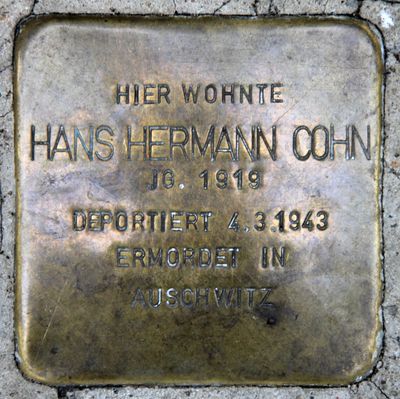 HIER WOHNTE
HANS HERMANN COHN
JG. 1919
DEPORTIERT 4.3.1943
ERMORDET IN
AUSCHWITZ